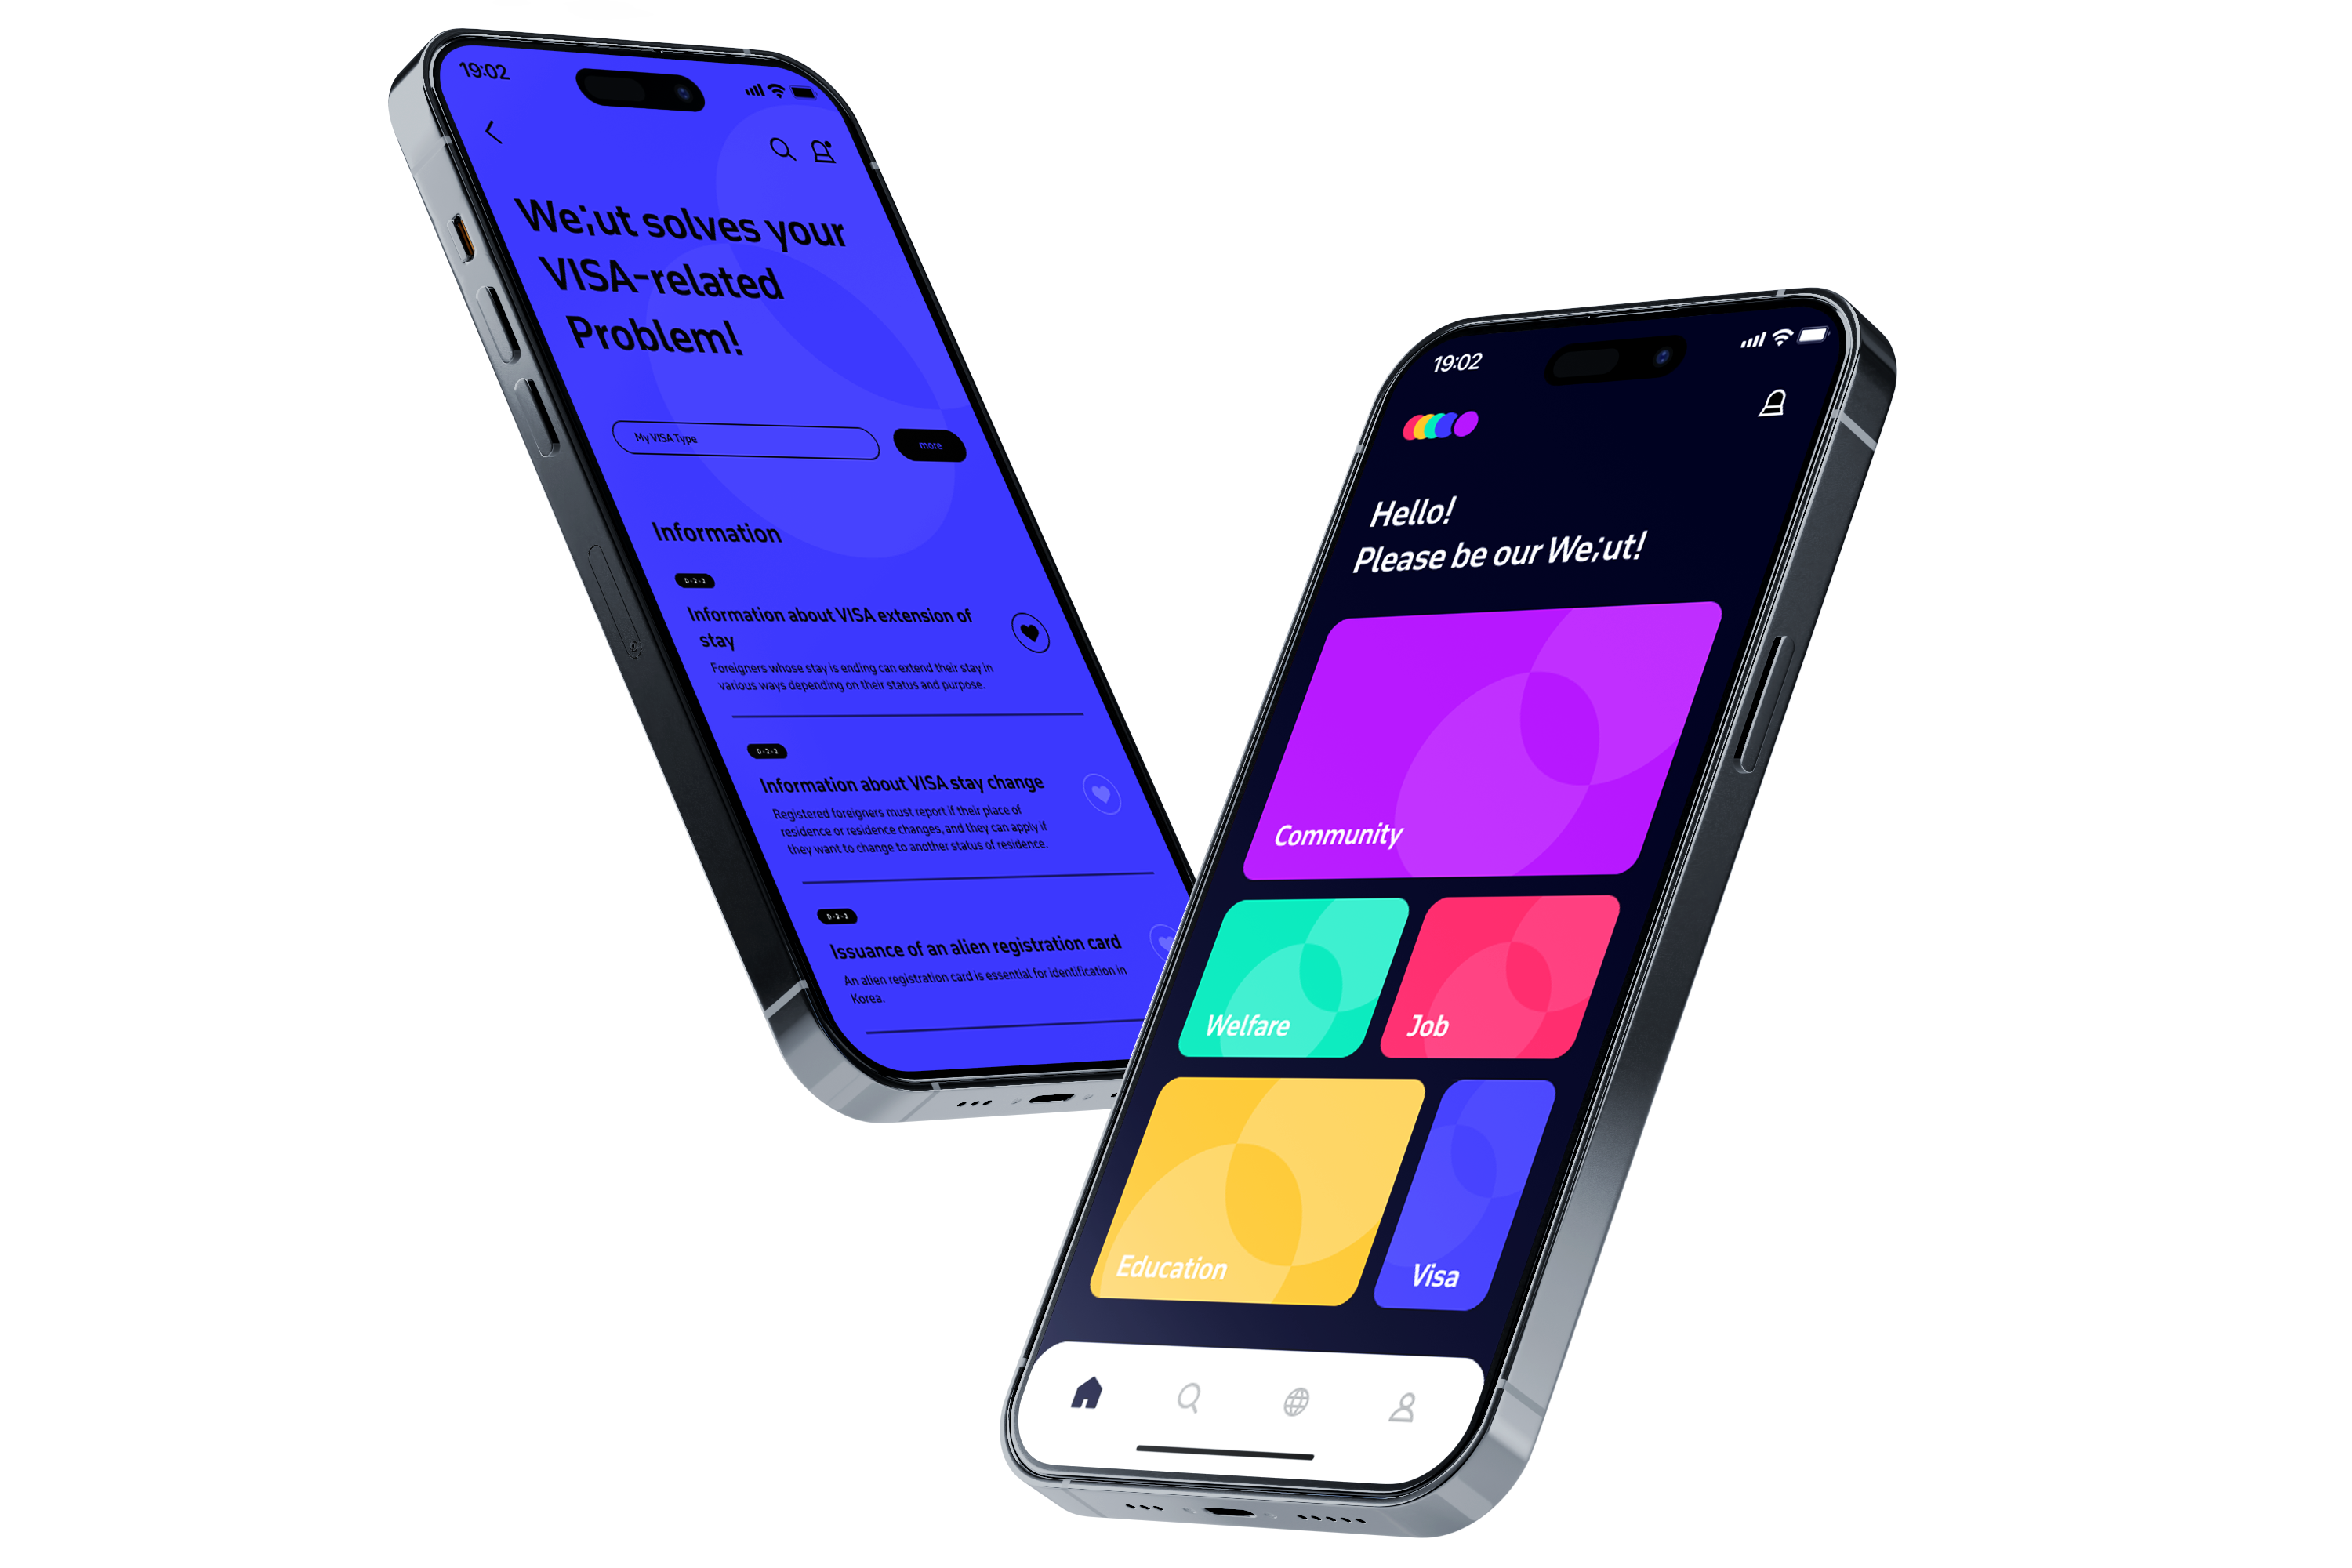 19:02
We;ut solves your
VISA-related
Problem!
My VISA Type
more
Information
D-2-3
Information about VISA extension of
stay
Foreigners whose stay is ending can extend their stay in
various ways depending on their status and purpose.
D-2-3
Information about VISA stay change
Registered foreigners must report if their place of
residence or residence changes, and they can apply if
they want to change to another status of residence.
D-2-3
Issuance of an alien registration card
An alien registration card is essential for identification in
Korea.
19:02
Hello!
Please be our We;ut!
Community
Welfare
Job
Education
Visa